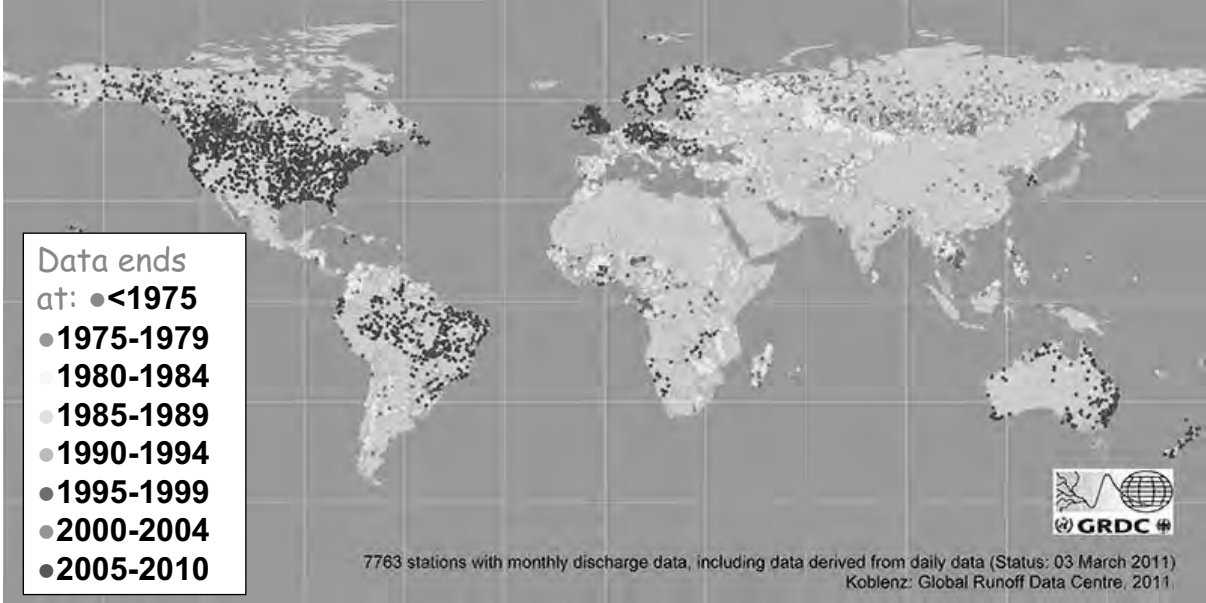 Data ends
at: ●<1975
●1975-1979
●1980-1984
●1985-1989
●1990-1994
●1995-1999
●2000-2004
●2005-2010
GRDC
7763 stations with monthly discharge data, including data derived from daily data (Status: 03 March 2011)
Koblenz: Global Runoff Data Centre, 2011